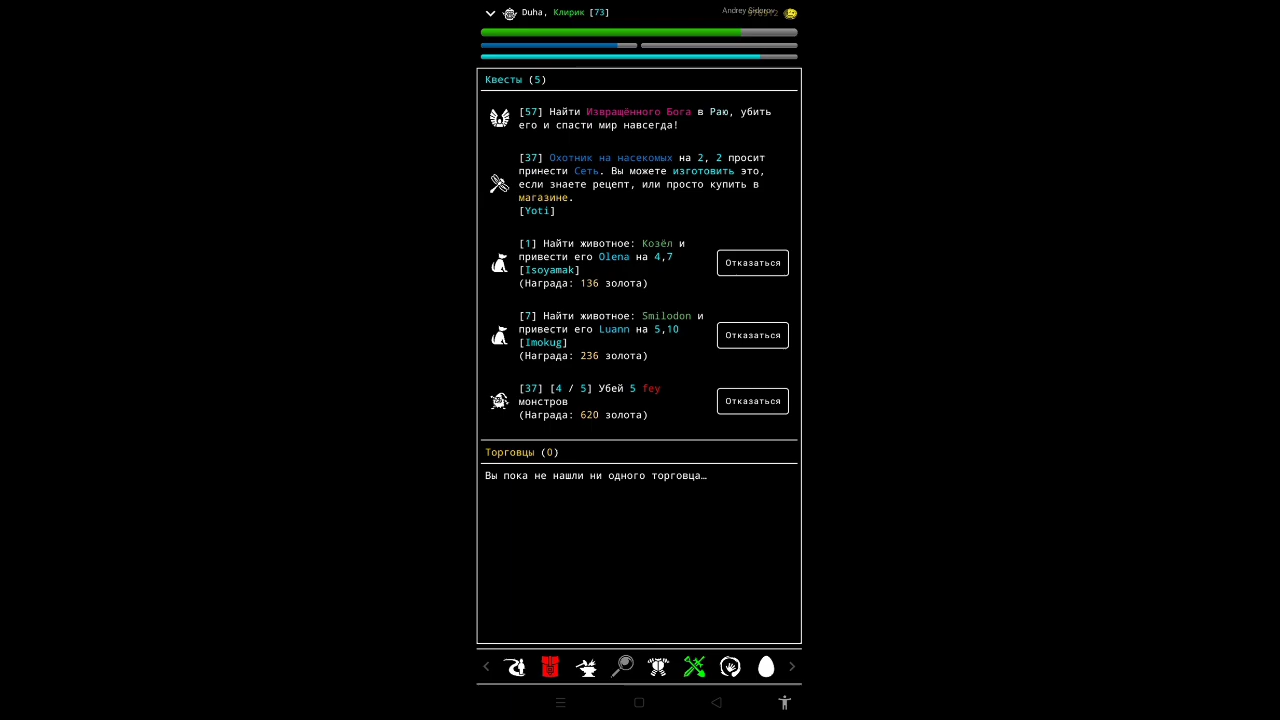 Duha, Клирик [73]
Andrey Sidorov
Квесты (5)
[57] Найти Извращённого Бога в Раю, убить
его и спасти мир навсегда!
[37] Охотник на насекомых на 2, 2 просит
принести Сеть. Вы можете изготовить это,
если знаете рецепт, или просто купить в
магазине.
[Yoti]
[1] Найти животное: Козёл и
привести его Olena на 4,7
[Isoyamak]
(Награда: 136 золота)
Отказаться
[7] Найти животное: Smilodon и
привести его Luann на 5,10
[Imokug]
(Награда: 236 золота)
Отказаться
[37] [4 / 5] Убей 5 fey
монстров
(Награда: 620 золота)
Отказаться
Торговцы (0)
Вы пока не нашли ни одного торговца…